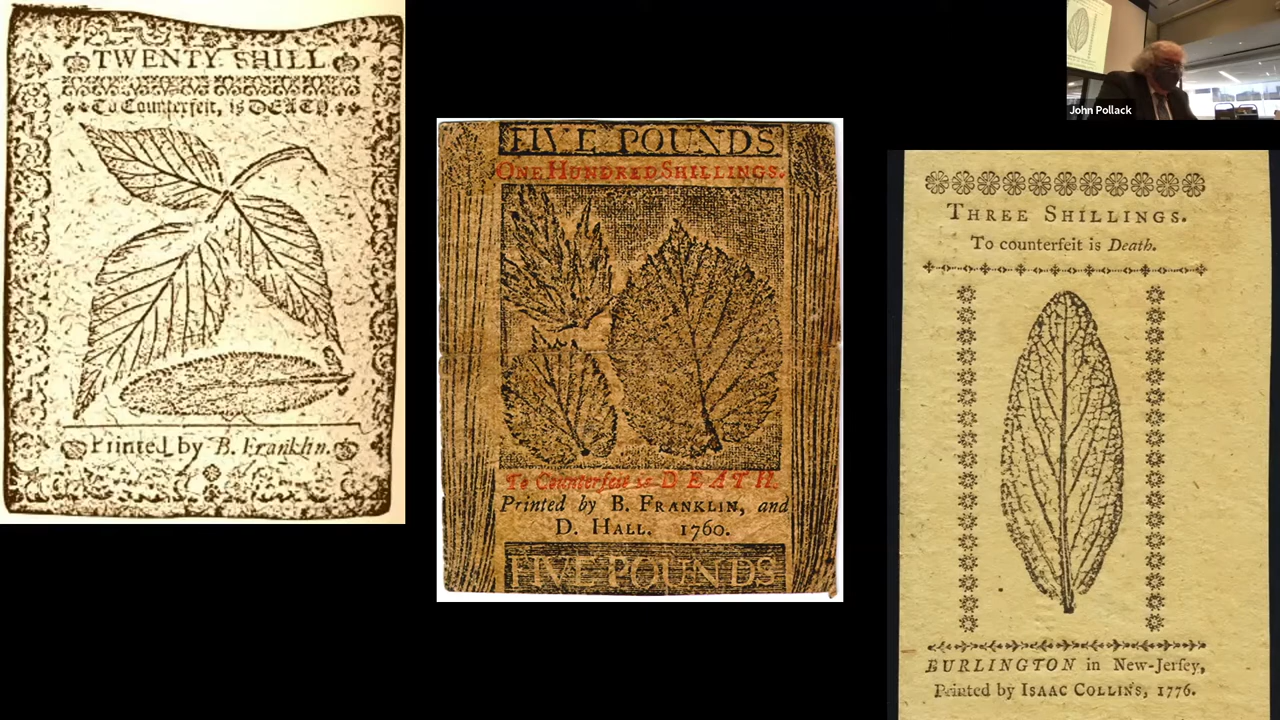 TWENTY SHILL
To Counterfeit, is DEATH
Printed by B. Franklin.
FIVE POUNDS
ONE HUNDRED SHILLINGS.
To Counterfeit is DEATH.
Printed by B. FRANKLIN, and
D. HALL. 1760.
FIVE POUNDS
John Pollack
THREE SHILLINGS.
To counterfeit is Death.
BURLINGTON in New-Jersey,
Printed by ISAAC COLLINS, 1776.